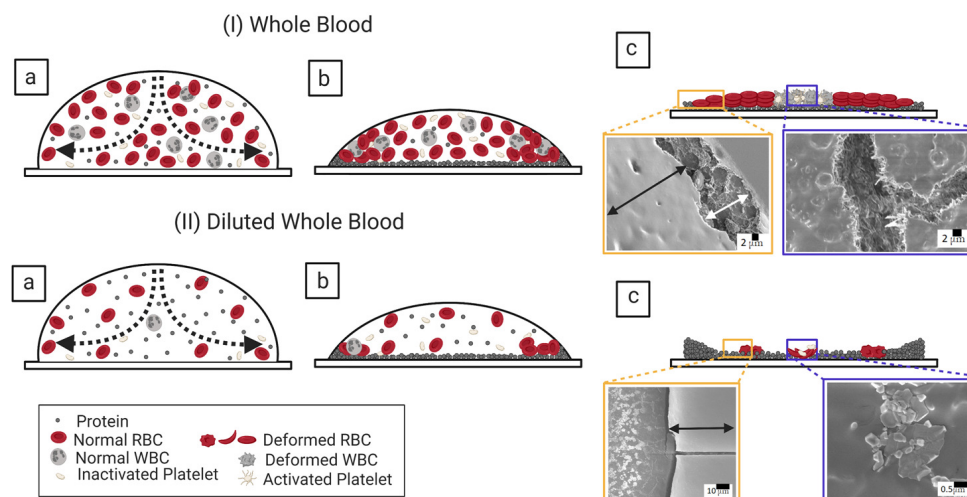 (I) Whole Blood
a
b
c
2 μm
2 μm
(II) Diluted Whole Blood
a
b
c
10 μm
0.5μm
Protein
Normal RBC
Deformed RBC
Normal WBC
Deformed WBC
Inactivated Platelet
Activated Platelet